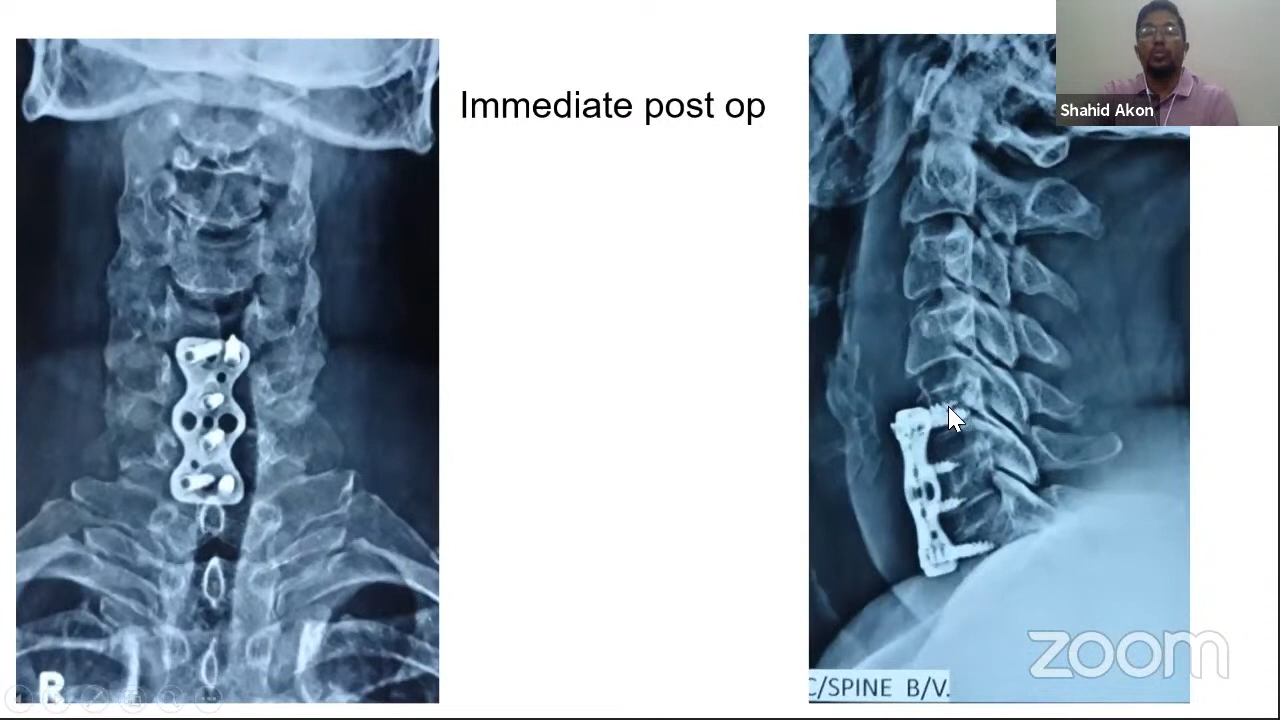 Immediate post op
Shahid Akon
R
C/SPINE B/V.
zoom